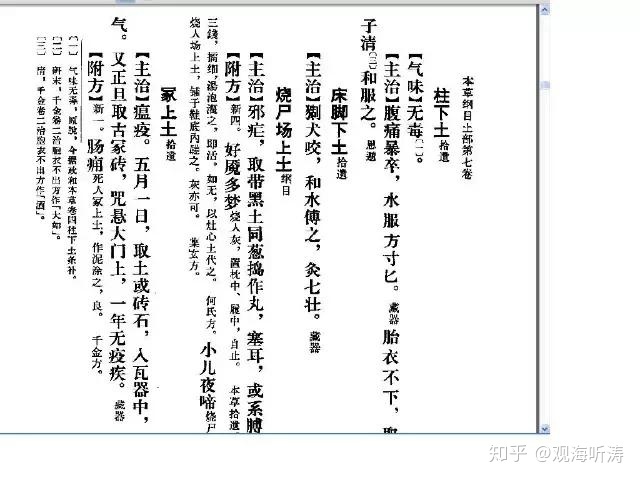 本草纲目土部第七卷
柱下土 拾遗
【气味】无毒〔一〕。
【主治】腹痛暴卒，水服方寸匕。藏器 胎衣不下，
子清〔三〕和服之。思邈
床脚下土 拾遗
【主治】猘犬咬，和水傅之，灸七壮。藏器
烧尸场上土 纲目
【主治】邪疟，取带黑土同葱捣作丸，塞耳，或系膊
【附方】新四。好魇多梦 烧人灰，置枕中、履中，自止。本草拾遗
三钱，擂细，汤泡澄之，即活。如无，以灶心土代之。何氏方。小儿夜啼 烧尸
烧人场上土，铺于鞋底内蹉之。灰亦可。集玄方。
冢上土 拾遗
【主治】瘟疫。五月一日，取土或砖石，入瓦器中，
气。又正旦取古冢砖，咒悬大门上，一年无疫疾。藏器
【附方】新一。肠痈 死人冢上土，作泥涂之，良。千金方。
〔一〕气味无毒：原脱，今据政和本草卷四柱下土条补。
〔二〕千金卷二治胞衣不出方作「大
〔三〕清：千金卷二治胞衣不出方作「酒」。
知乎 @观海听涛